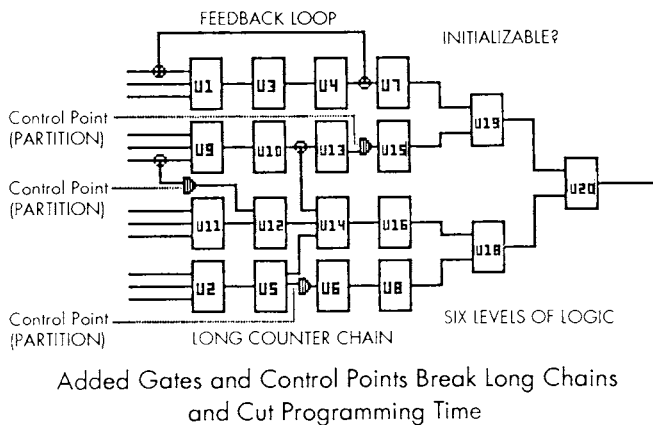 FEEDBACK LOOP
INITIALIZABLE?
U1 U3 U4 U7
Control Point
(PARTITION)
U19
U9 U10 U13 U15
Control Point
(PARTITION)
U20
U11 U12 U14 U16
U18
U2 U5 U6 U8
Control Point
(PARTITION)
LONG COUNTER CHAIN
SIX LEVELS OF LOGIC
Added Gates and Control Points Break Long Chains
and Cut Programming Time